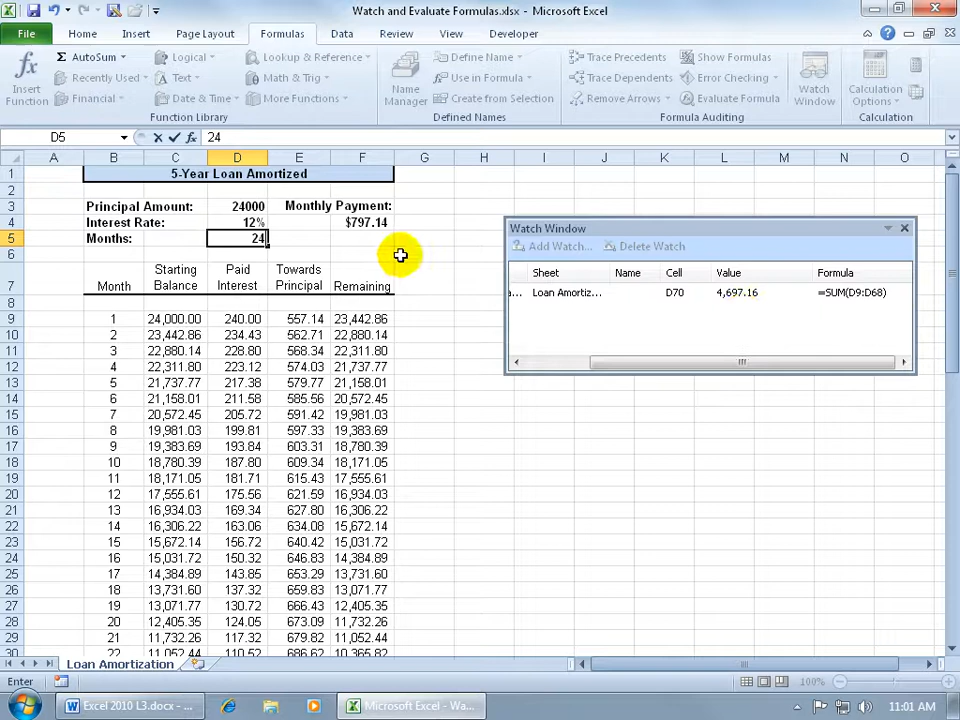 Watch and Evaluate Formulas.xlsx - Microsoft Excel
File Home Insert Page Layout Formulas Data Review View Developer
Σ AutoSum Logical Lookup & Reference Define Name Trace Precedents Show Formulas
Recently Used Text Math & Trig Use in Formula Trace Dependents Error Checking
Financial Date & Time More Functions Create from Selection Remove Arrows Evaluate Formula
fx Insert Function Name Manager Watch Window Calculation Options
Function Library Defined Names Formula Auditing Calculation
D5 fx 24
A B C D E F G H I J K L M N O
1 5-Year Loan Amortized
2
3 Principal Amount: 24000 Monthly Payment:
4 Interest Rate: 12% $797.14
5 Months: 24
6
7 Month Starting Balance Paid Interest Towards Principal Remaining
8
9 1 24,000.00 240.00 557.14 23,442.86
10 2 23,442.86 234.43 562.71 22,880.14
11 3 22,880.14 228.80 568.34 22,311.80
12 4 22,311.80 223.12 574.03 21,737.77
13 5 21,737.77 217.38 579.77 21,158.01
14 6 21,158.01 211.58 585.56 20,572.45
15 7 20,572.45 205.72 591.42 19,981.03
16 8 19,981.03 199.81 597.33 19,383.69
17 9 19,383.69 193.84 603.31 18,780.39
18 10 18,780.39 187.80 609.34 18,171.05
19 11 18,171.05 181.71 615.43 17,555.61
20 12 17,555.61 175.56 621.59 16,934.03
21 13 16,934.03 169.34 627.80 16,306.22
22 14 16,306.22 163.06 634.08 15,672.14
23 15 15,672.14 156.72 640.42 15,031.72
24 16 15,031.72 150.32 646.83 14,384.89
25 17 14,384.89 143.85 653.29 13,731.60
26 18 13,731.60 137.32 659.83 13,071.77
27 19 13,071.77 130.72 666.43 12,405.35
28 20 12,405.35 124.05 673.09 11,732.26
29 21 11,732.26 117.32 679.82 11,052.44
30 22 11,052.44 110.52 686.62 10,365.82
Watch Window
Add Watch... Delete Watch
Sheet Name Cell Value Formula
a... Loan Amortiz... D70 4,697.16 =SUM(D9:D68)
Loan Amortization
Enter 100%
Excel 2010 L3.docx - ... Microsoft Excel - Wa... 11:01 AM